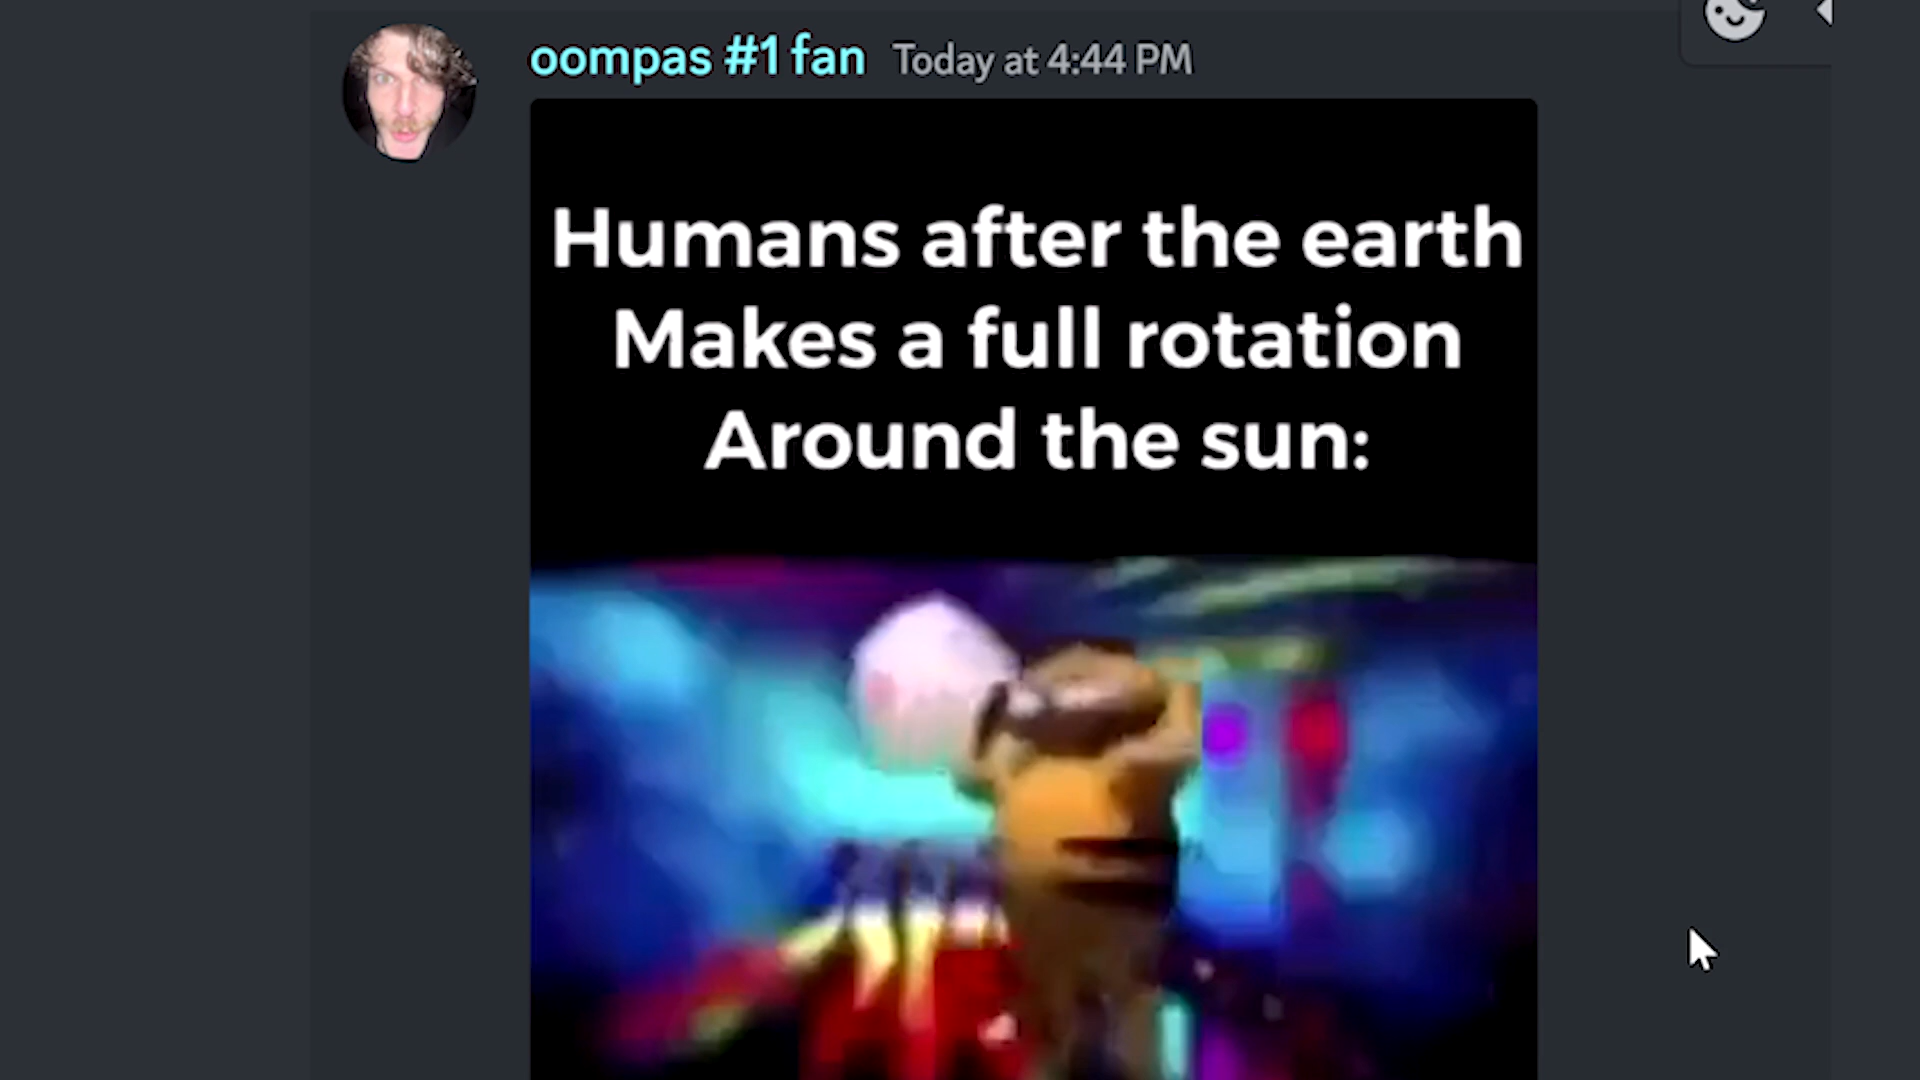 oompas #1 fan Today at 4:44 PM
Humans after the earth
Makes a full rotation
Around the sun: